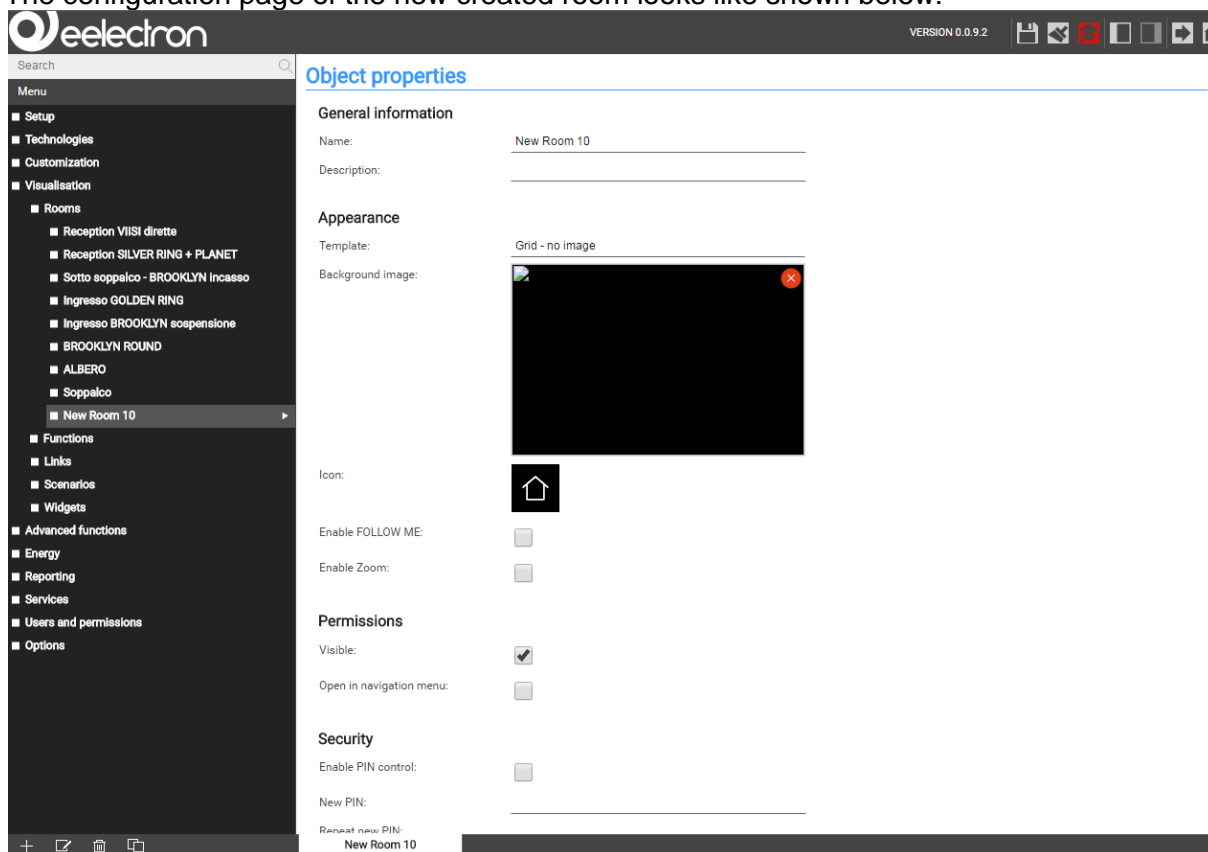 The configuration page of the new created room looks like shown below:
eelectron
VERSION 0.0.9.2
Search
Menu
Setup
Technologies
Customization
Visualisation
Rooms
Reception VIISI dirette
Reception SILVER RING + PLANET
Sotto soppalco - BROOKLYN incasso
Ingresso GOLDEN RING
Ingresso BROOKLYN sospensione
BROOKLYN ROUND
ALBERO
Soppalco
New Room 10
Functions
Links
Scenarios
Widgets
Advanced functions
Energy
Reporting
Services
Users and permissions
Options
Object properties
General information
Name: New Room 10
Description:
Appearance
Template: Grid - no image
Background image:
Icon:
Enable FOLLOW ME:
Enable Zoom:
Permissions
Visible:
Open in navigation menu:
Security
Enable PIN control:
New PIN:
Repeat new PIN:
New Room 10